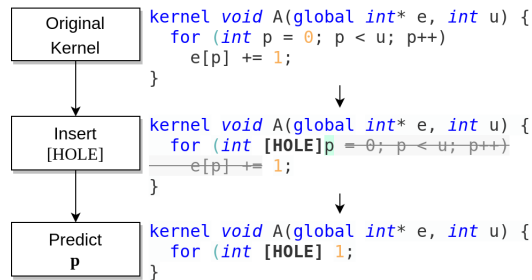 Original
Kernel
kernel void A(global int* e, int u) {
for (int p = 0; p < u; p++)
e[p] += 1;
}
Insert
[HOLE]
kernel void A(global int* e, int u) {
for (int [HOLE]p = 0; p < u; p++)
e[p] += 1;
}
Predict
p
kernel void A(global int* e, int u) {
for (int [HOLE] 1;
}